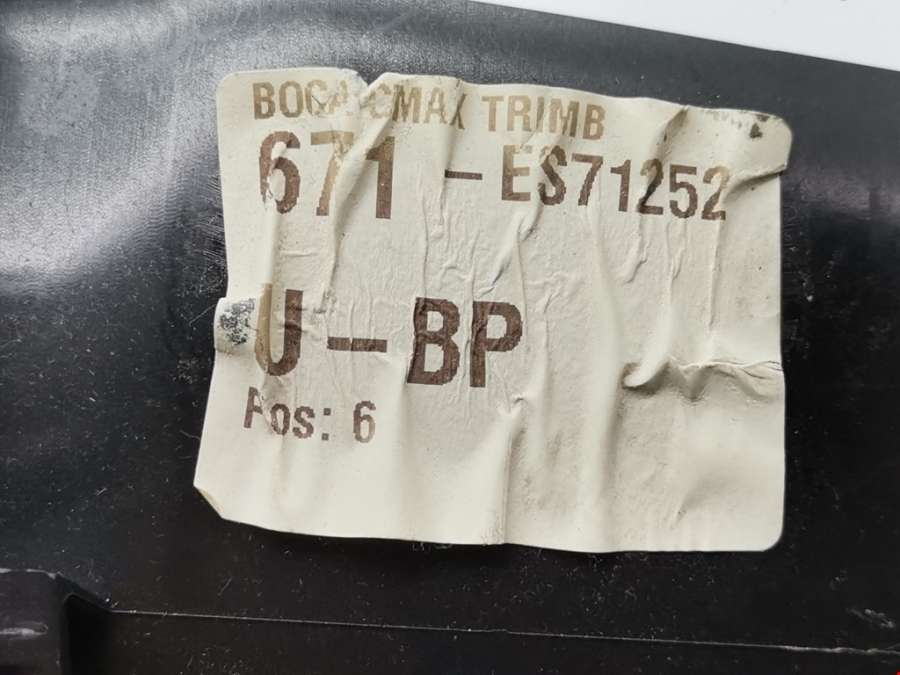 BOCA CMAX TRIMB
671 - ES71252
U - BP
Pos: 6